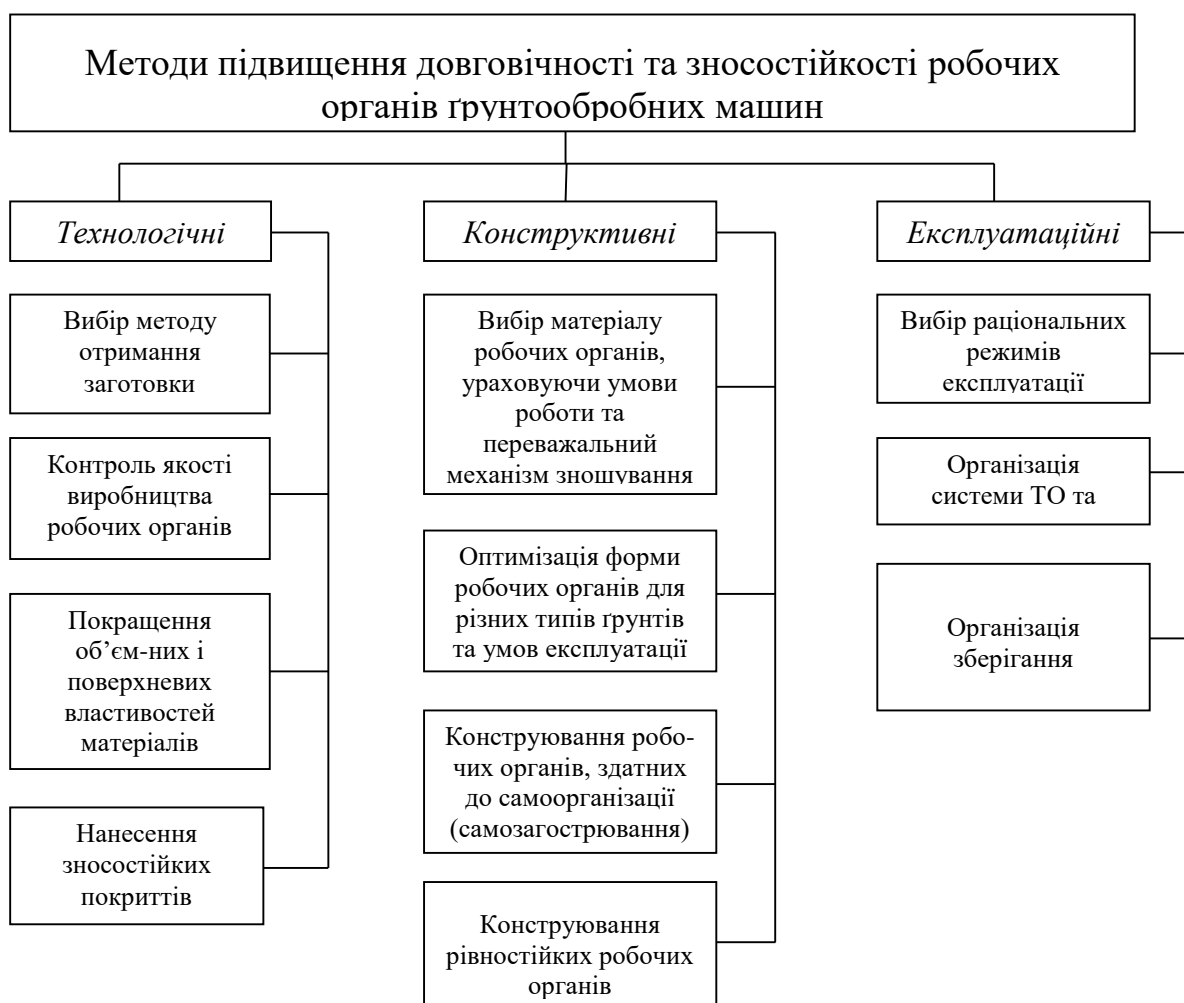 Методи підвищення довговічності та зносостійкості робочих
органів ґрунтообробних машин
Технологічні
Вибір методу
отримання
заготовки
Контроль якості
виробництва
робочих органів
Покращення
об’єм-них і
поверхневих
властивостей
матеріалів
Нанесення
зносостійких
покриттів
Конструктивні
Вибір матеріалу
робочих органів,
ураховуючи умови
роботи та
переважальний
механізм зношування
Оптимізація форми
робочих органів для
різних типів ґрунтів
та умов експлуатації
Конструювання робо-
чих органів, здатних
до самоорганізації
(самозагострювання)
Конструювання
рівностійких робочих
органів
Експлуатаційні
Вибір раціональних
режимів
експлуатації
Організація
системи ТО та
Організація
зберігання